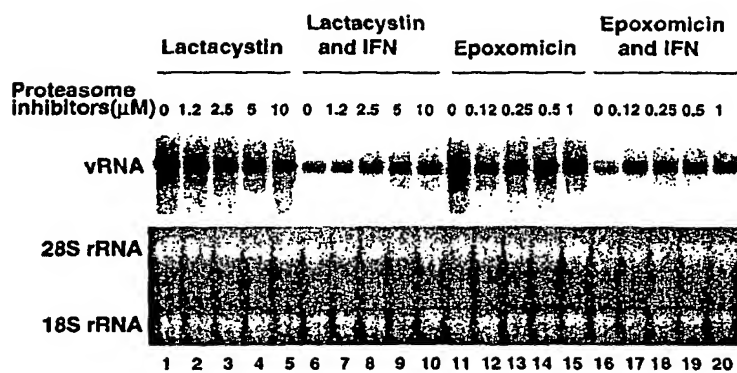 Lactacystin
Lactacystin and IFN
Epoxomicin
Epoxomicin and IFN
Proteasome inhibitors(μM) 0 1.2 2.5 5 10 0 1.2 2.5 5 10 0 0.12 0.25 0.5 1 0 0.12 0.25 0.5 1
vRNA
28S rRNA
18S rRNA
1 2 3 4 5 6 7 8 9 10 11 12 13 14 15 16 17 18 19 20